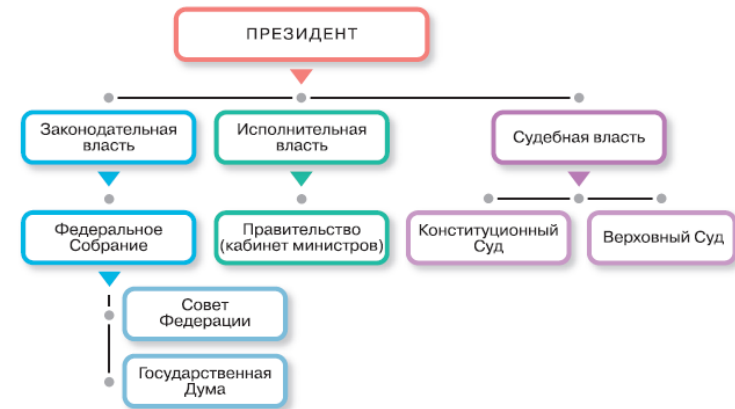 ПРЕЗИДЕНТ
Законодательная
власть
Исполнительная
власть
Судебная власть
Федеральное
Собрание
Правительство
(кабинет министров)
Конституционный
Суд
Верховный Суд
Совет
Федерации
Государственная
Дума